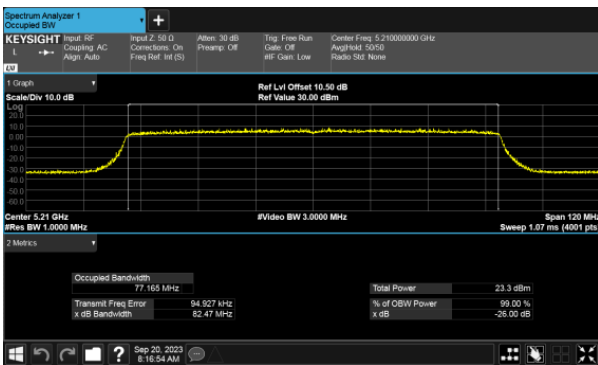 Spectrum Analyzer 1
Occupied BW
+
KEYSIGHT Input: RF Input Z: 50 Ω Atten: 30 dB Trig: Free Run Center Freq: 5.210000000 GHz
L Coupling: AC Corrections: On Preamp: Off Gate: Off Avg|Hold: 50/50
Align: Auto Freq Ref: Int (S) #IF Gain: Low Radio Std: None
LXI
1 Graph
Ref Lvl Offset 10.50 dB
Scale/Div 10.0 dB Ref Value 30.00 dBm
Log
20.0
10.0
0.00
-10.0
-20.0
-30.0
-40.0
-50.0
-60.0
Center 5.21 GHz #Video BW 3.0000 MHz Span 120 MHz
#Res BW 1.0000 MHz Sweep 1.07 ms (4001 pts
2 Metrics
Occupied Bandwidth
77.165 MHz Total Power 23.3 dBm
Transmit Freq Error 94.927 kHz % of OBW Power 99.00 %
x dB Bandwidth 82.47 MHz x dB -26.00 dB
? Sep 20, 2023
8:16:54 AM